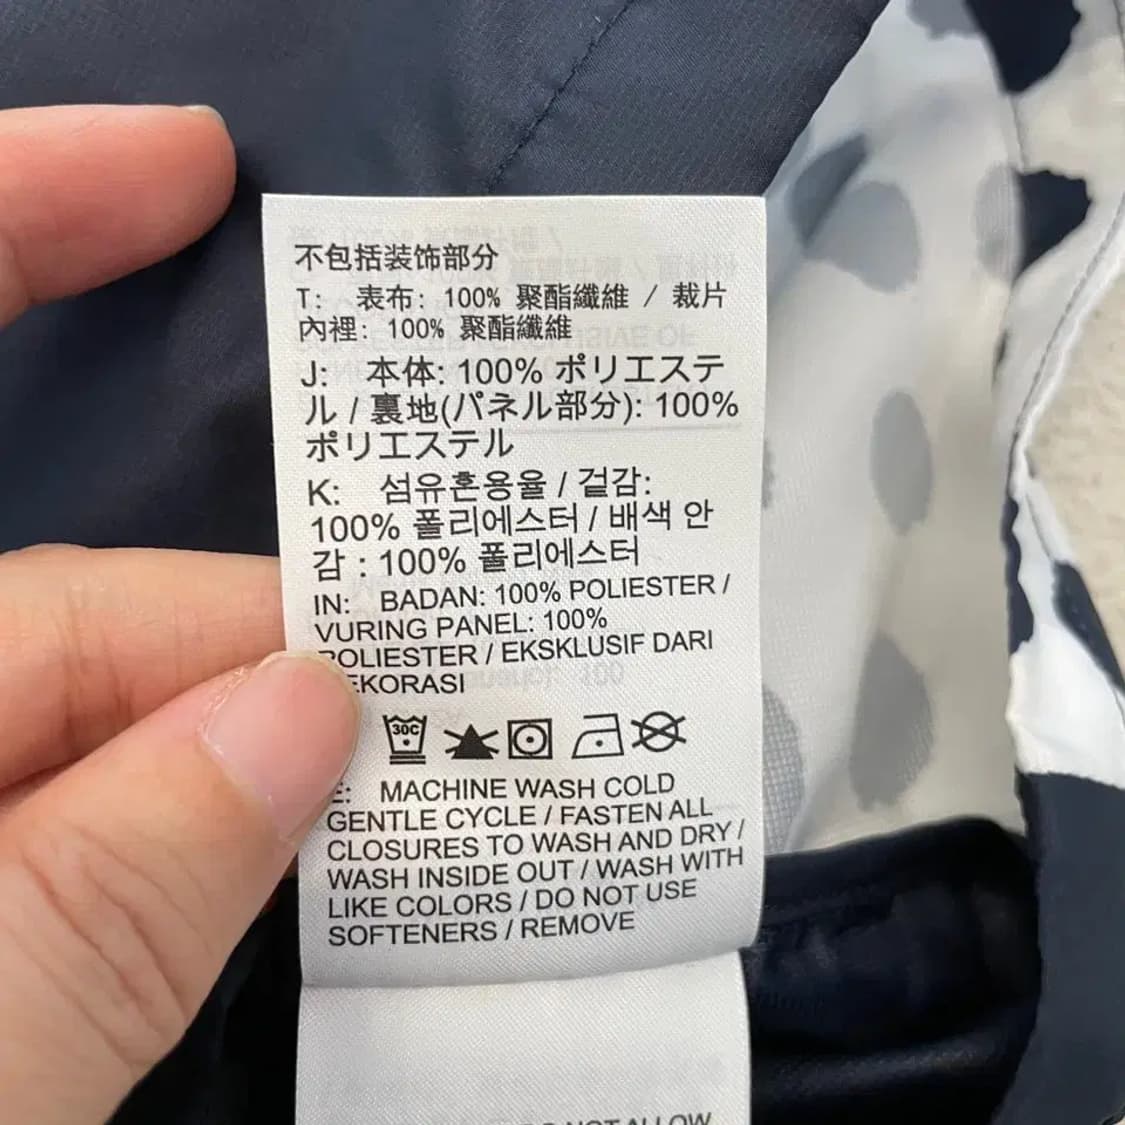 不包括装饰部分
T: 表布: 100% 聚酯纖維 / 裁片
內裡: 100% 聚酯纖維
J: 本体: 100% ポリエステ
ル / 裏地(パネル部分): 100%
ポリエステル
K: 섬유혼용율 / 겉감:
100% 폴리에스터 / 배색 안
감 : 100% 폴리에스터
IN: BADAN: 100% POLIESTER /
VURING PANEL: 100%
POLIESTER / EKSKLUSIF DARI
EKORASI
30C
E: MACHINE WASH COLD
GENTLE CYCLE / FASTEN ALL
CLOSURES TO WASH AND DRY /
WASH INSIDE OUT / WASH WITH
LIKE COLORS / DO NOT USE
SOFTENERS / REMOVE
DO NOT ALLOW